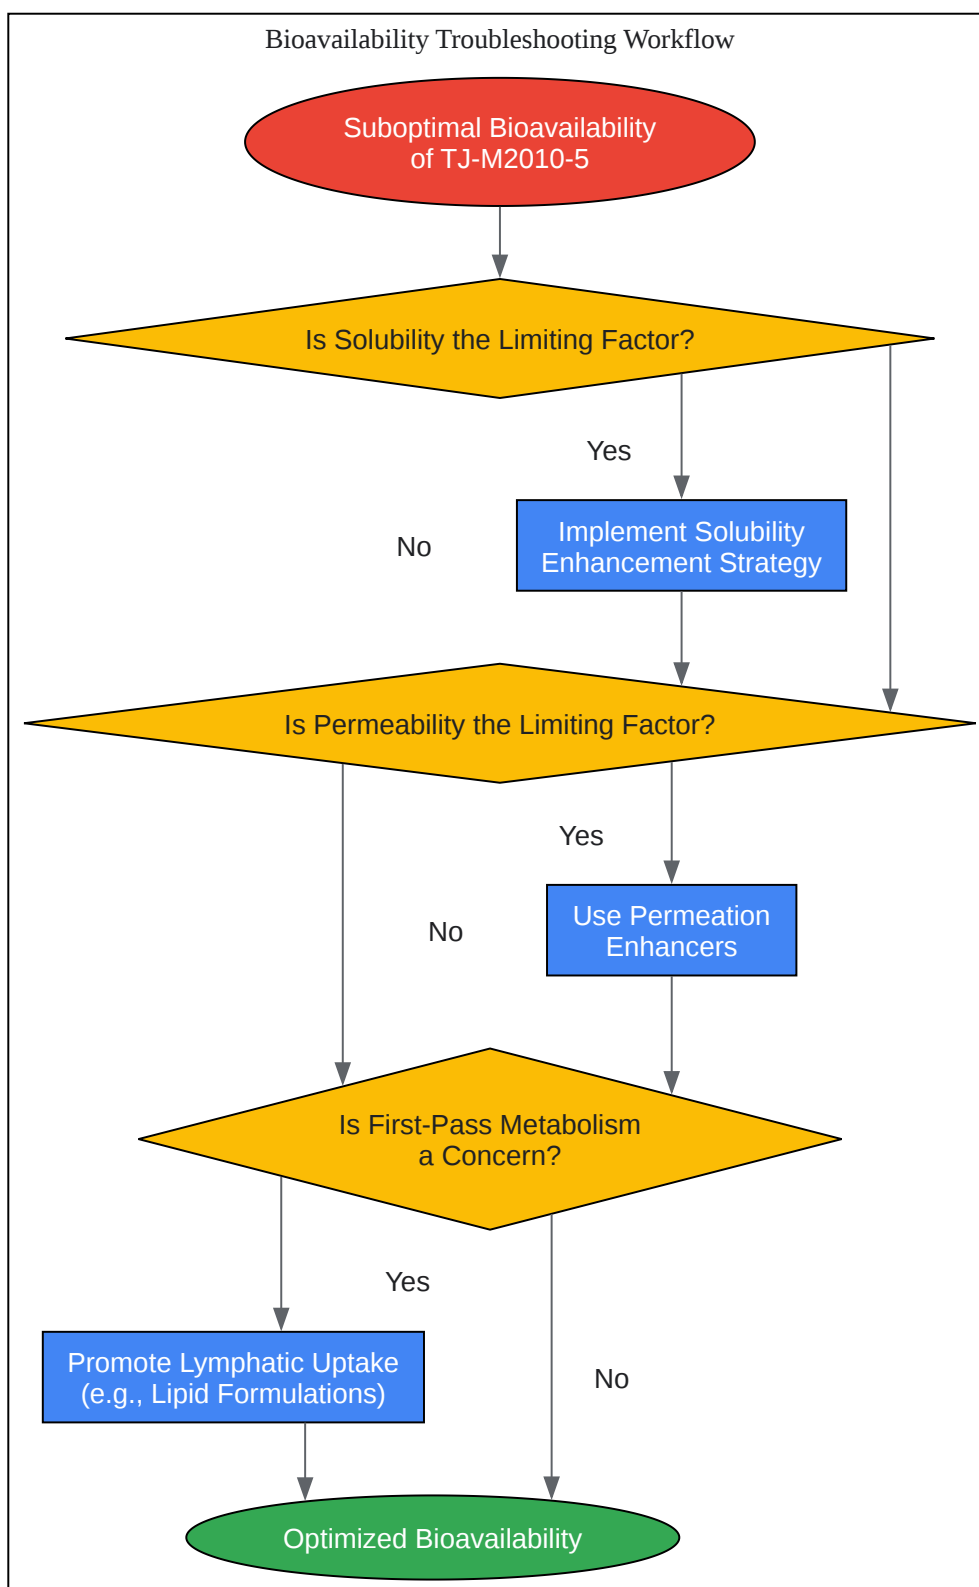 Bioavailability Troubleshooting Workflow
Suboptimal Bioavailability
of TJ-M2010-5
Is Solubility the Limiting Factor?
Yes
No
Implement Solubility
Enhancement Strategy
Is Permeability the Limiting Factor?
Yes
No
Use Permeation
Enhancers
Is First-Pass Metabolism
a Concern?
Yes
Promote Lymphatic Uptake
(e.g., Lipid Formulations)
No
Optimized Bioavailability